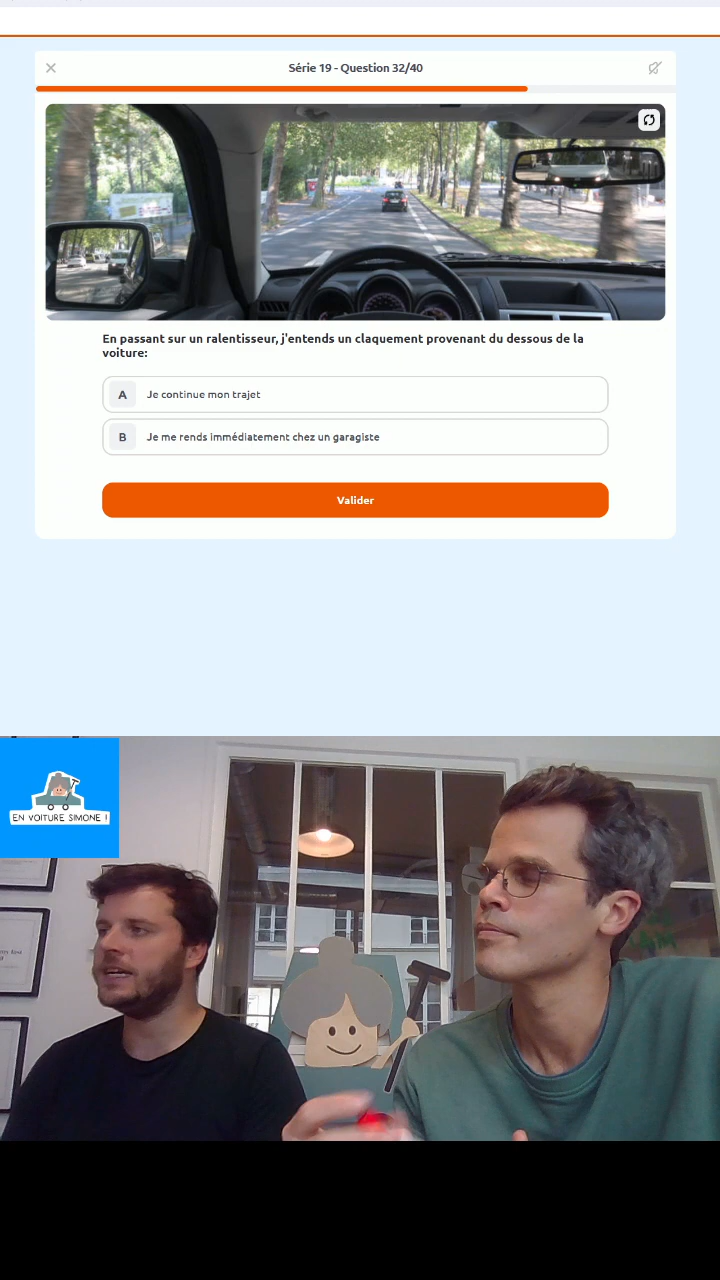 Série 19 - Question 32/40
En passant sur un ralentisseur, j'entends un claquement provenant du dessous de la
voiture:
A Je continue mon trajet
B Je me rends immédiatement chez un garagiste
Valider
EN VOITURE SIMONE !